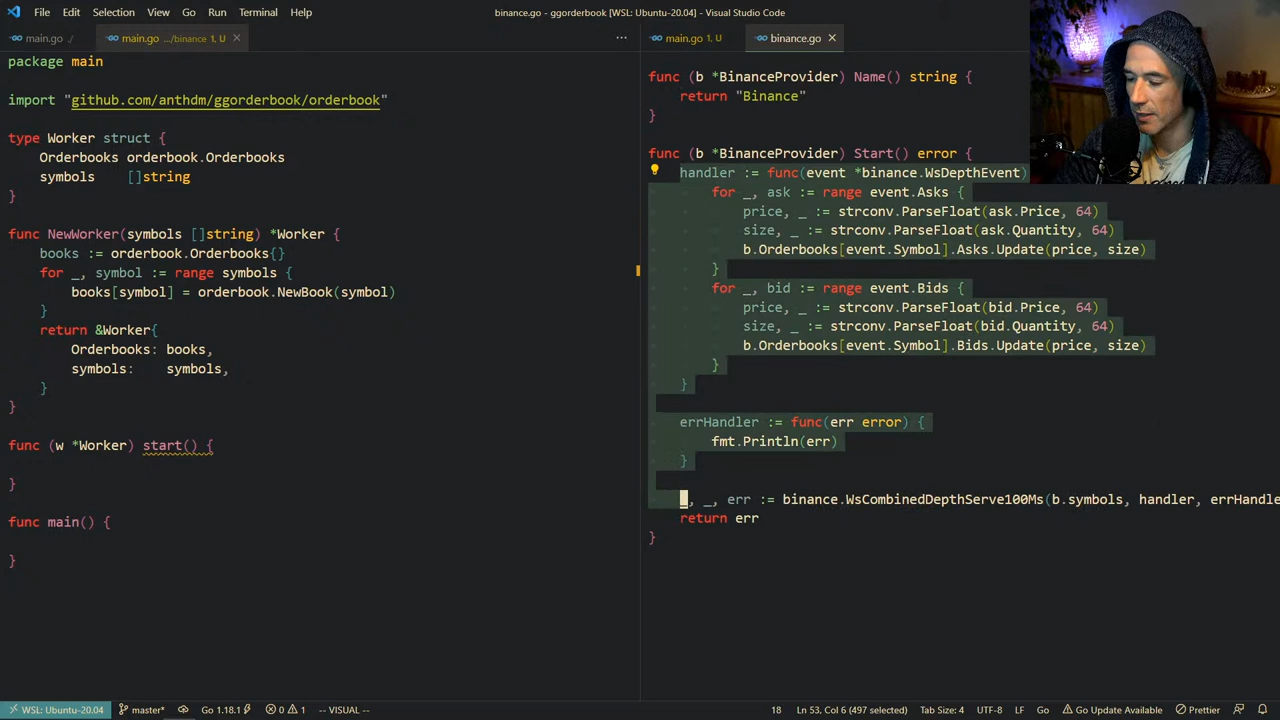 File Edit Selection View Go Run Terminal Help
binance.go - ggorderbook [WSL: Ubuntu-20.04] - Visual Studio Code
main.go ./
main.go .../binance 1, U
package main
import "github.com/anthdm/ggorderbook/orderbook"
type Worker struct {
Orderbooks orderbook.Orderbooks
symbols []string
}
func NewWorker(symbols []string) *Worker {
books := orderbook.Orderbooks{}
for _, symbol := range symbols {
books[symbol] = orderbook.NewBook(symbol)
}
return &Worker{
Orderbooks: books,
symbols: symbols,
}
}
func (w *Worker) start() {
}
func main() {
}
main.go 1, U
binance.go
func (b *BinanceProvider) Name() string {
return "Binance"
}
func (b *BinanceProvider) Start() error {
handler := func(event *binance.WsDepthEvent)
for _, ask := range event.Asks {
price, _ := strconv.ParseFloat(ask.Price, 64)
size, _ := strconv.ParseFloat(ask.Quantity, 64)
b.Orderbooks[event.Symbol].Asks.Update(price, size)
}
for _, bid := range event.Bids {
price, _ := strconv.ParseFloat(bid.Price, 64)
size, _ := strconv.ParseFloat(bid.Quantity, 64)
b.Orderbooks[event.Symbol].Bids.Update(price, size)
}
}
errHandler := func(err error) {
fmt.Println(err)
}
_, _, err := binance.WsCombinedDepthServe100Ms(b.symbols, handler, errHandle
return err
}
WSL: Ubuntu-20.04 master* Go 1.18.1 0 1 -- VISUAL -- 18 Ln 53, Col 6 (497 selected) Tab Size: 4 UTF-8 LF Go Go Update Available Prettier